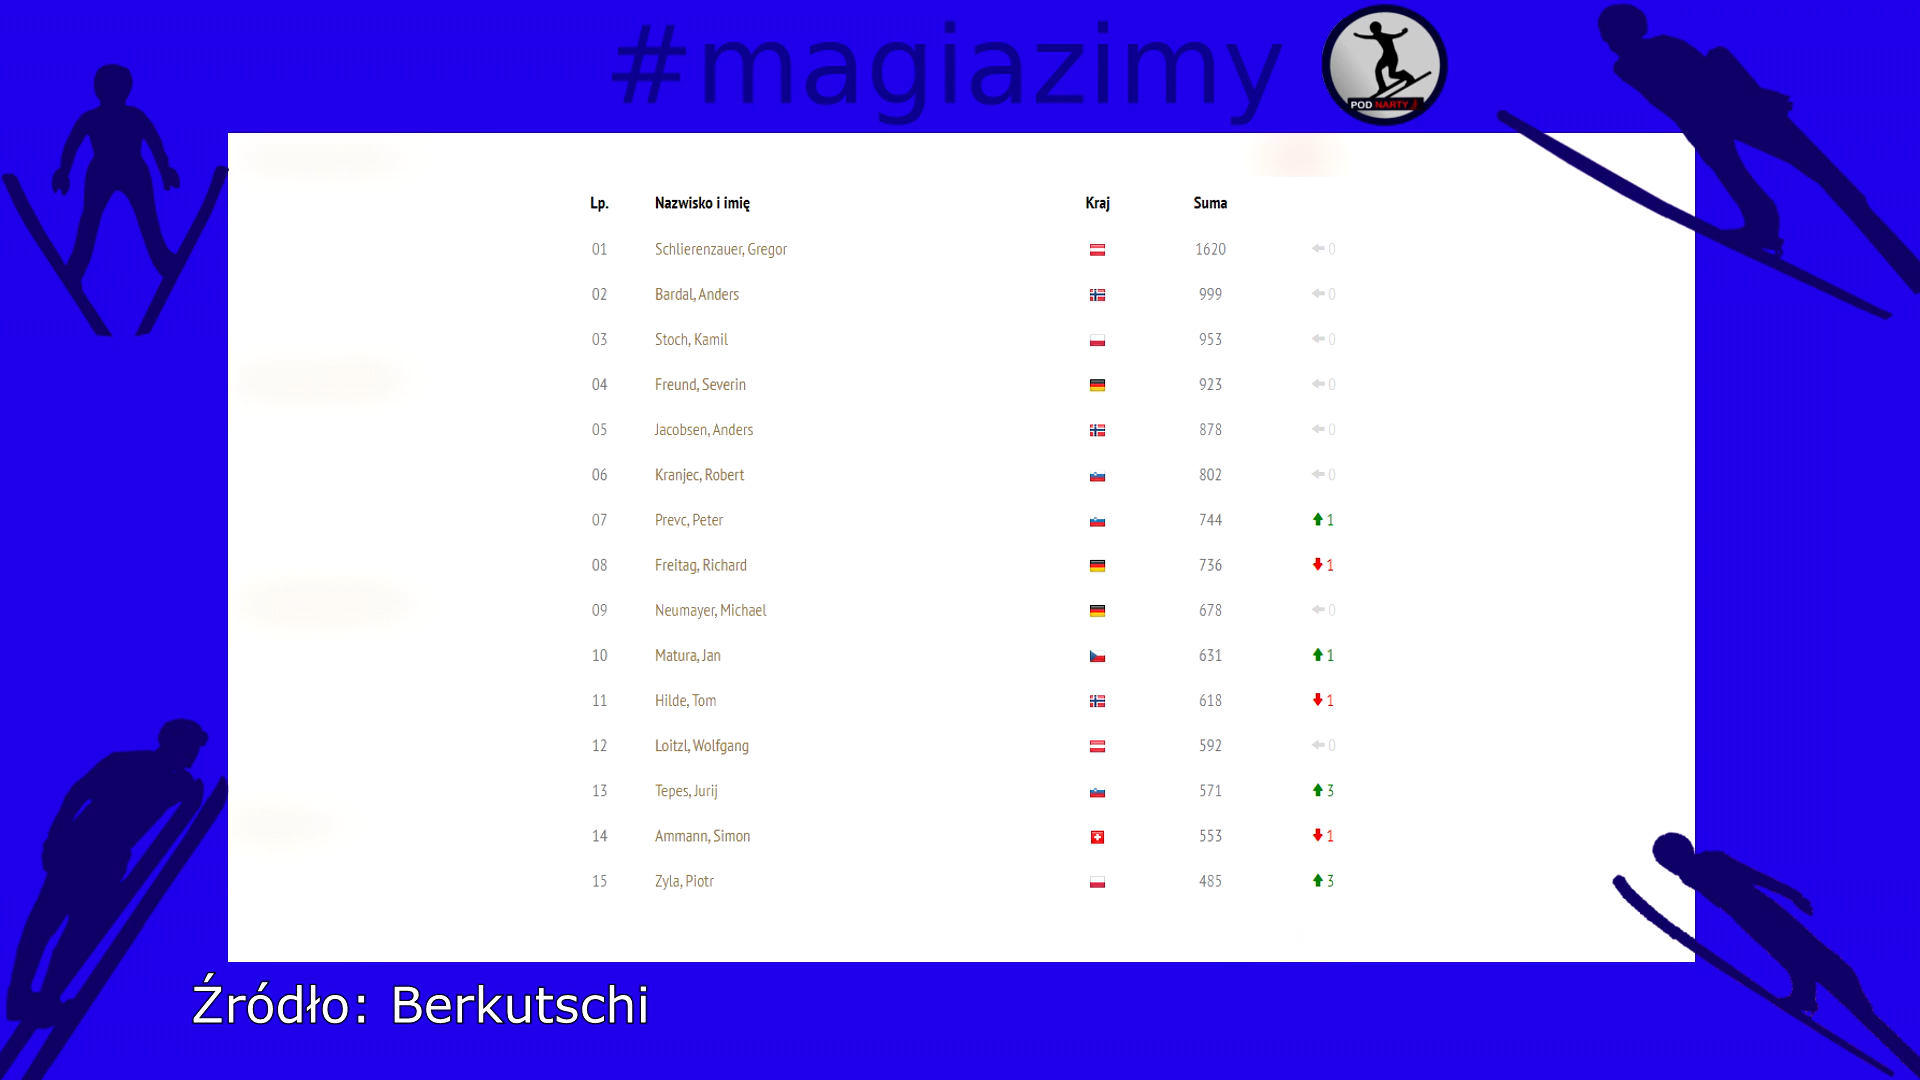 #magiazimy
POD NARTY
Lp. Nazwisko i imię Kraj Suma
01 Schlierenzauer, Gregor 1620 0
02 Bardal, Anders 999 0
03 Stoch, Kamil 953 0
04 Freund, Severin 923 0
05 Jacobsen, Anders 878 0
06 Kranjec, Robert 802 0
07 Prevc, Peter 744 1
08 Freitag, Richard 736 1
09 Neumayer, Michael 678 0
10 Matura, Jan 631 1
11 Hilde, Tom 618 1
12 Loitzl, Wolfgang 592 0
13 Tepes, Jurij 571 3
14 Ammann, Simon 553 1
15 Zyla, Piotr 485 3
Źródło: Berkutschi